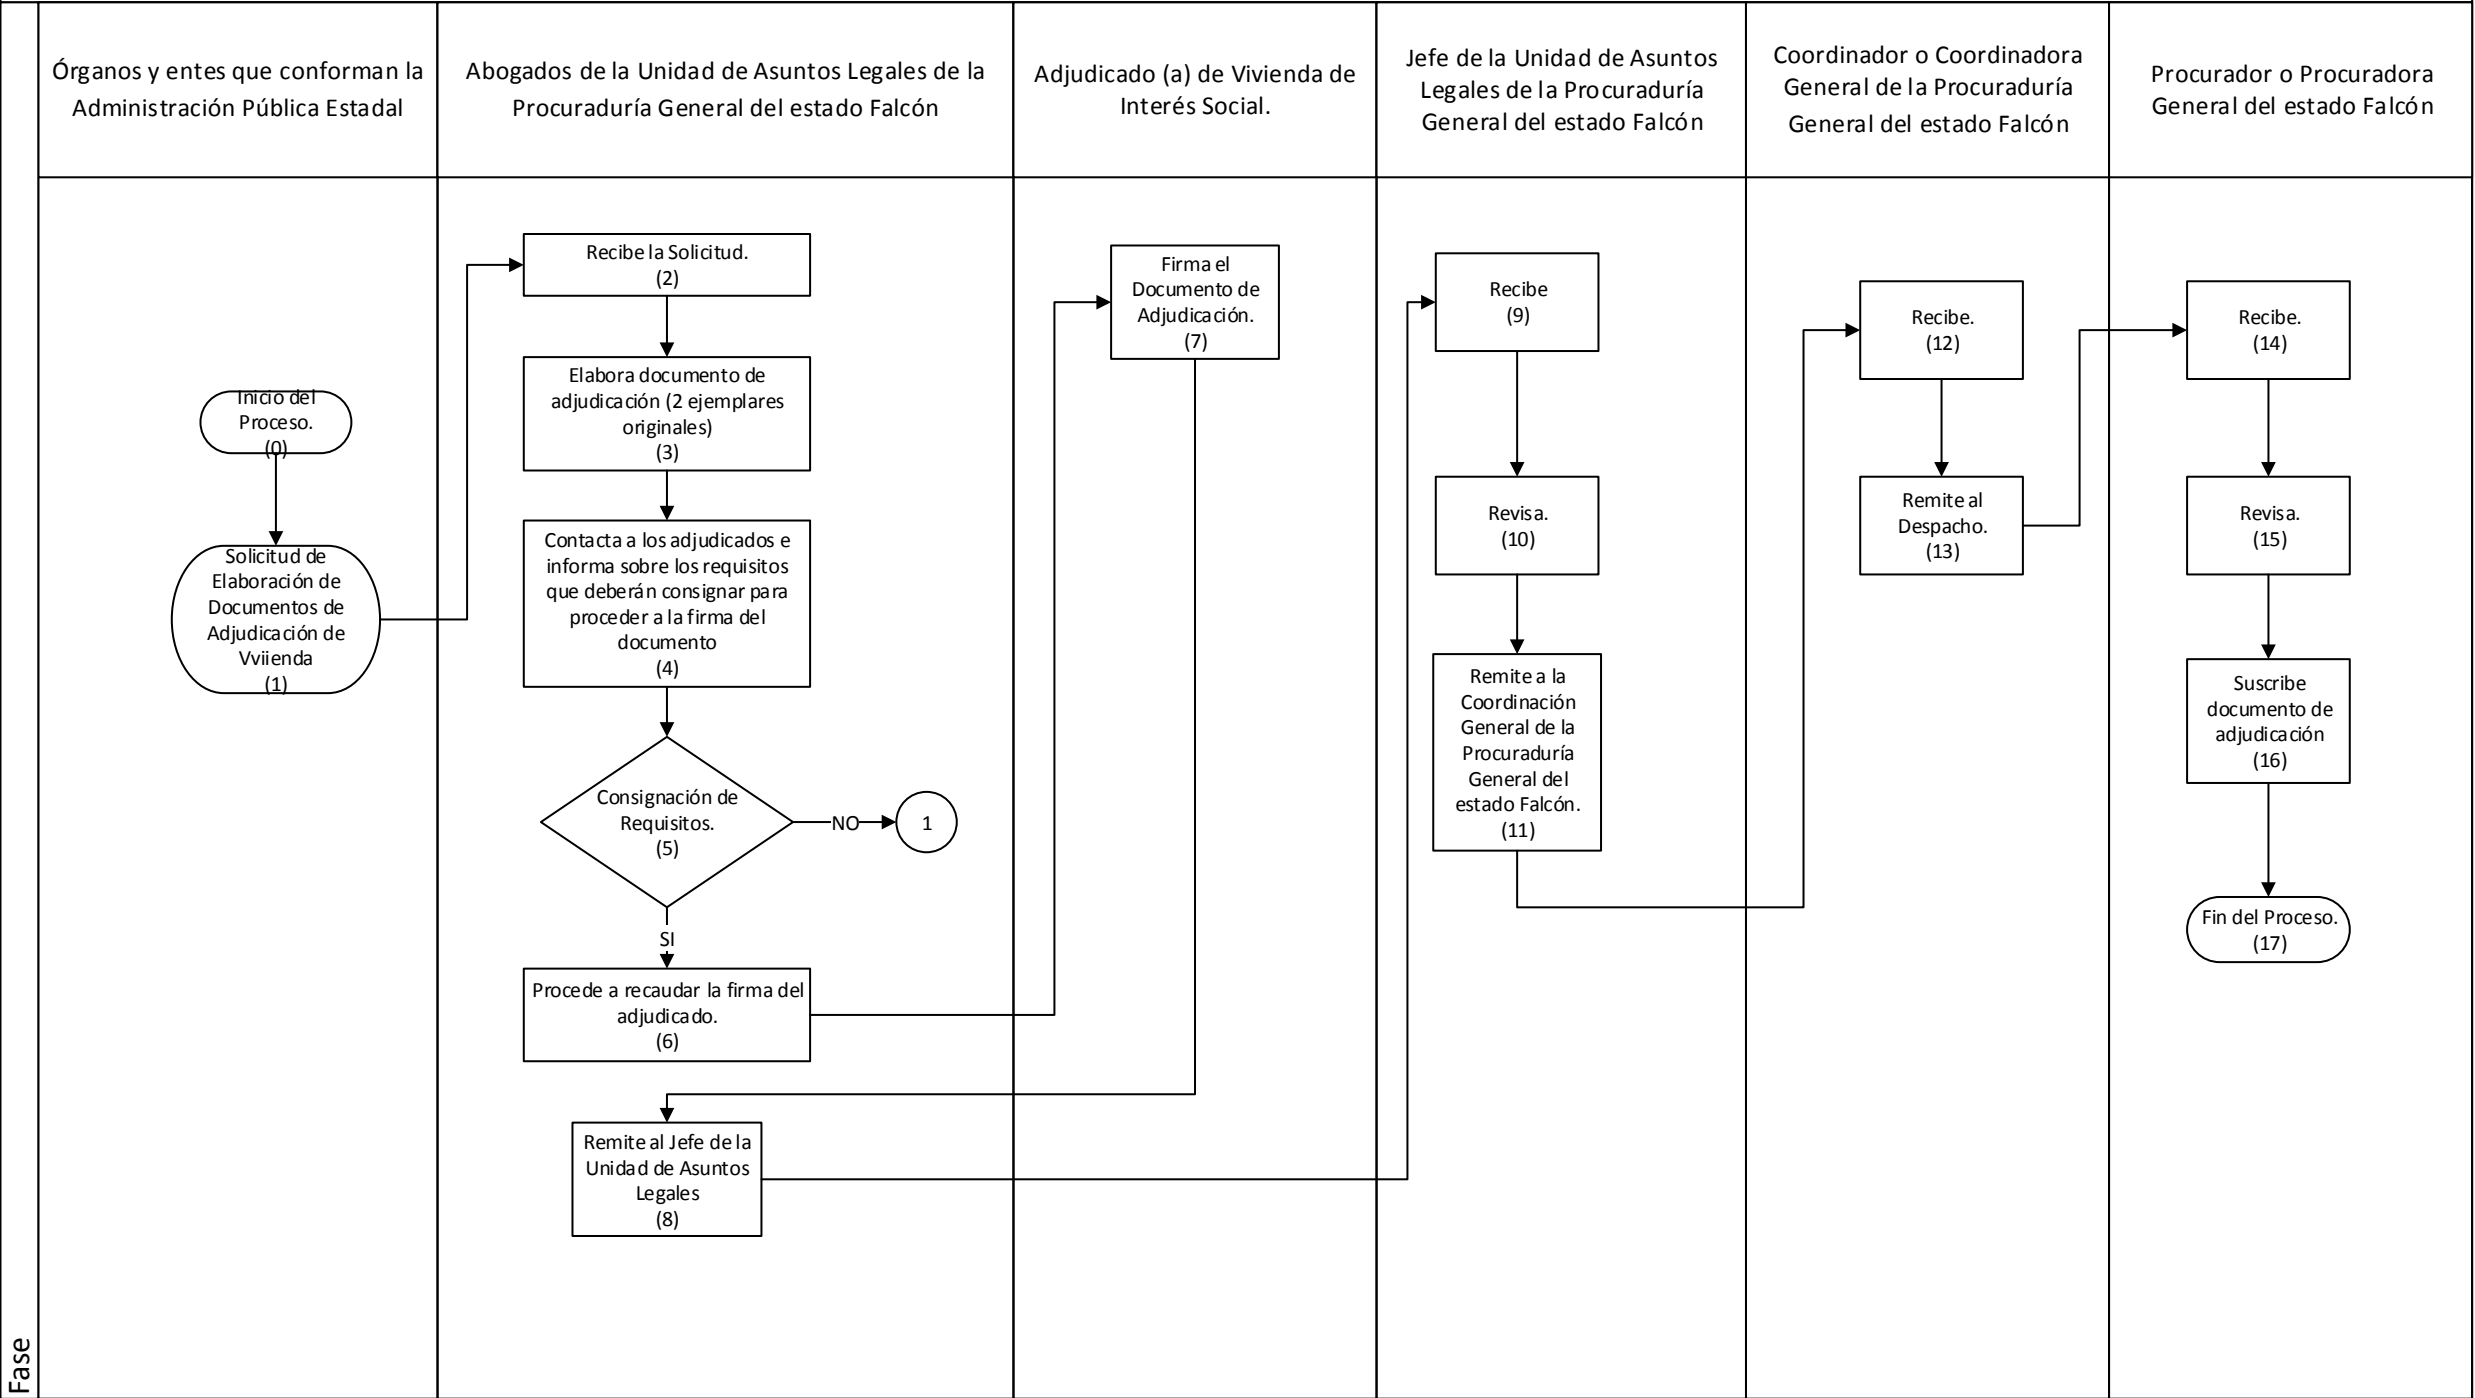 Órganos y entes que conforman la
Administración Pública Estadal
Abogados de la Unidad de Asuntos Legales de la
Procuraduría General del estado Falcón
Adjudicado (a) de Vivienda de
Interés Social.
Jefe de la Unidad de Asuntos
Legales de la Procuraduría
General del estado Falcón
Coordinador o Coordinadora
General de la Procuraduría
General del estado Falcón
Procurador o Procuradora
General del estado Falcón
Inicio del
Proceso.
(0)
Solicitud de
Elaboración de
Documentos de
Adjudicación de
Vviienda
(1)
Recibe la Solicitud.
(2)
Elabora documento de
adjudicación (2 ejemplares
originales)
(3)
Contacta a los adjudicados e
informa sobre los requisitos
que deberán consignar para
proceder a la firma del
documento
(4)
Consignación de
Requisitos.
(5)
NO
1
SI
Procede a recaudar la firma del
adjudicado.
(6)
Firma el
Documento de
Adjudicación.
(7)
Remite al Jefe de la
Unidad de Asuntos
Legales
(8)
Recibe
(9)
Revisa.
(10)
Remite a la
Coordinación
General de la
Procuraduría
General del
estado Falcón.
(11)
Recibe.
(12)
Remite al
Despacho.
(13)
Recibe.
(14)
Revisa.
(15)
Suscribe
documento de
adjudicación
(16)
Fin del Proceso.
(17)
Fase